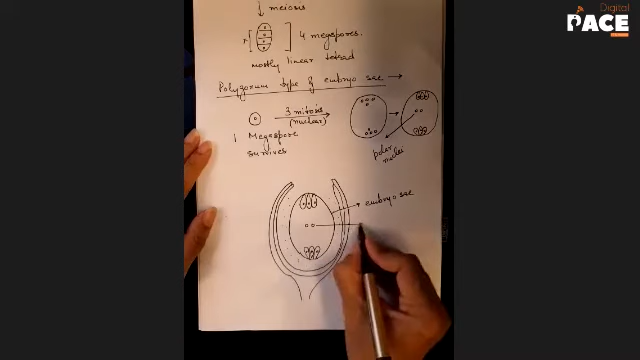 Digital
PACE
↓ meiosis
4 megaspores.
mostly linear tetrad
Polygonum type of embryo sac →
3 mitosis
(nuclear)
1 Megaspore
survives
polar
nuclei
embryo sac